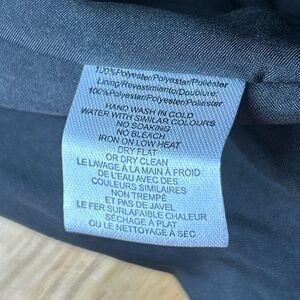 100%Polyester/Polyester/Poliéster
Lining/Revestimiento/Doublure:
100%Polyester/Polyester/Poliéster
HAND WASH IN COLD
WATER WITH SIMILAR COLOURS
NO SOAKING
NO BLEACH
IRON ON LOW HEAT
DRY FLAT
OR DRY CLEAN
LE LAVAGE À LA MAIN À FROID
DE L'EAU AVEC DES
COULEURS SIMILAIRES
NON TREMPÉ
ET PAS DE JAVEL
LE FER SURLAFAIBLE CHALEUR
SÉCHAGE À PLAT
OU LE NETTOYAGE À SEC